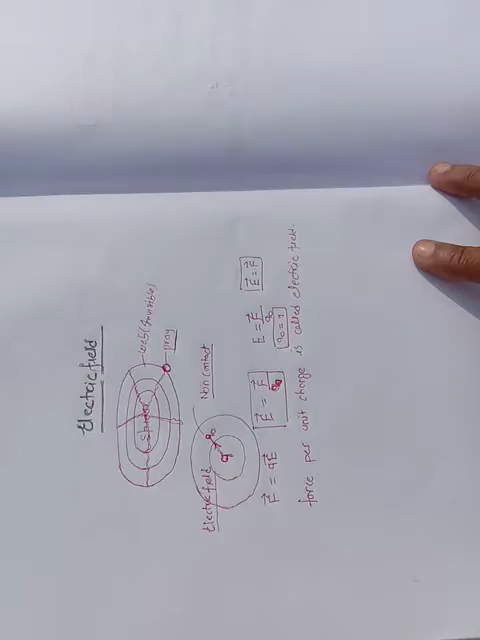 Electric field
web (Invisible)
Spider
pray
Non contact
q₀
q
Electric field
F⃗ = qE⃗
E⃗ = F⃗/q₀
E = F⃗/q₀
q₀ = 1
E⃗ = F⃗
force per unit charge is called electric field.